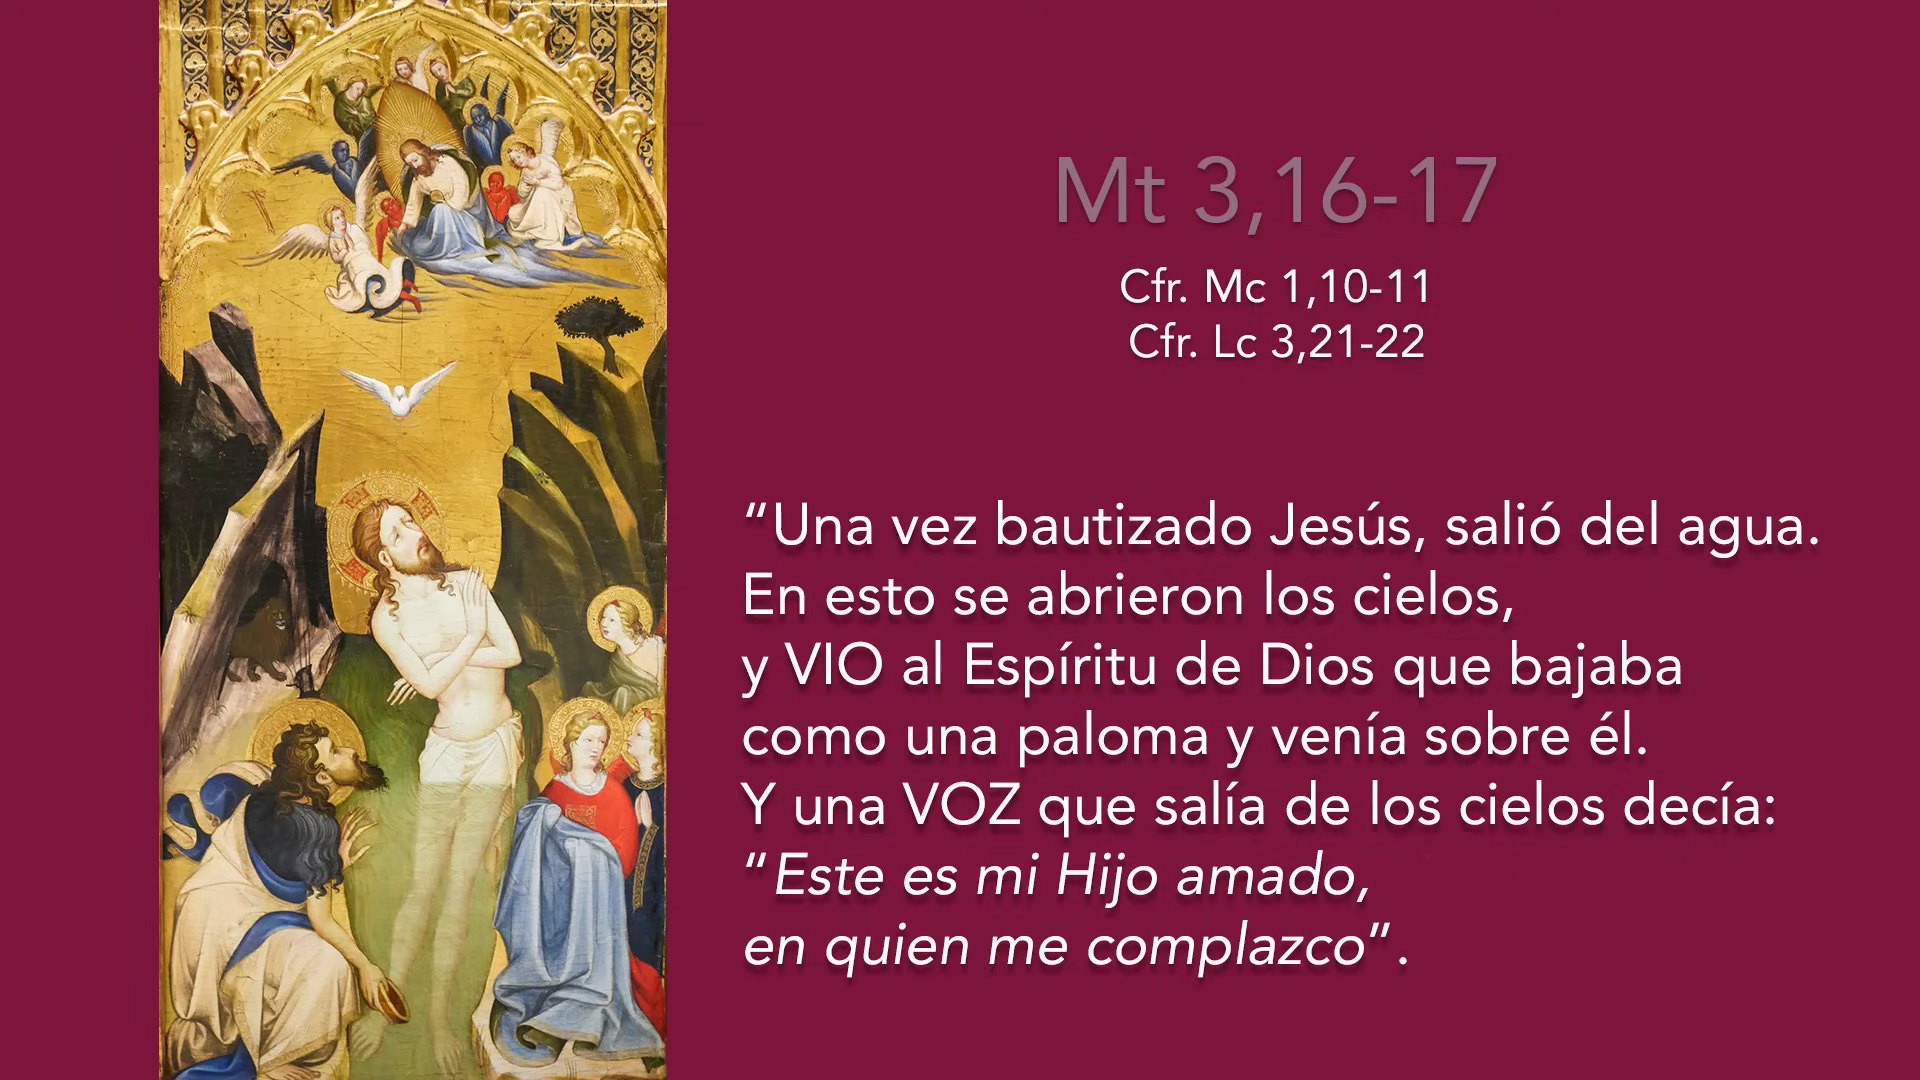 Mt 3,16-17
Cfr. Mc 1,10-11
Cfr. Lc 3,21-22
“Una vez bautizado Jesús, salió del agua.
En esto se abrieron los cielos,
y VIO al Espíritu de Dios que bajaba
como una paloma y venía sobre él.
Y una VOZ que salía de los cielos decía:
“Este es mi Hijo amado,
en quien me complazco”.